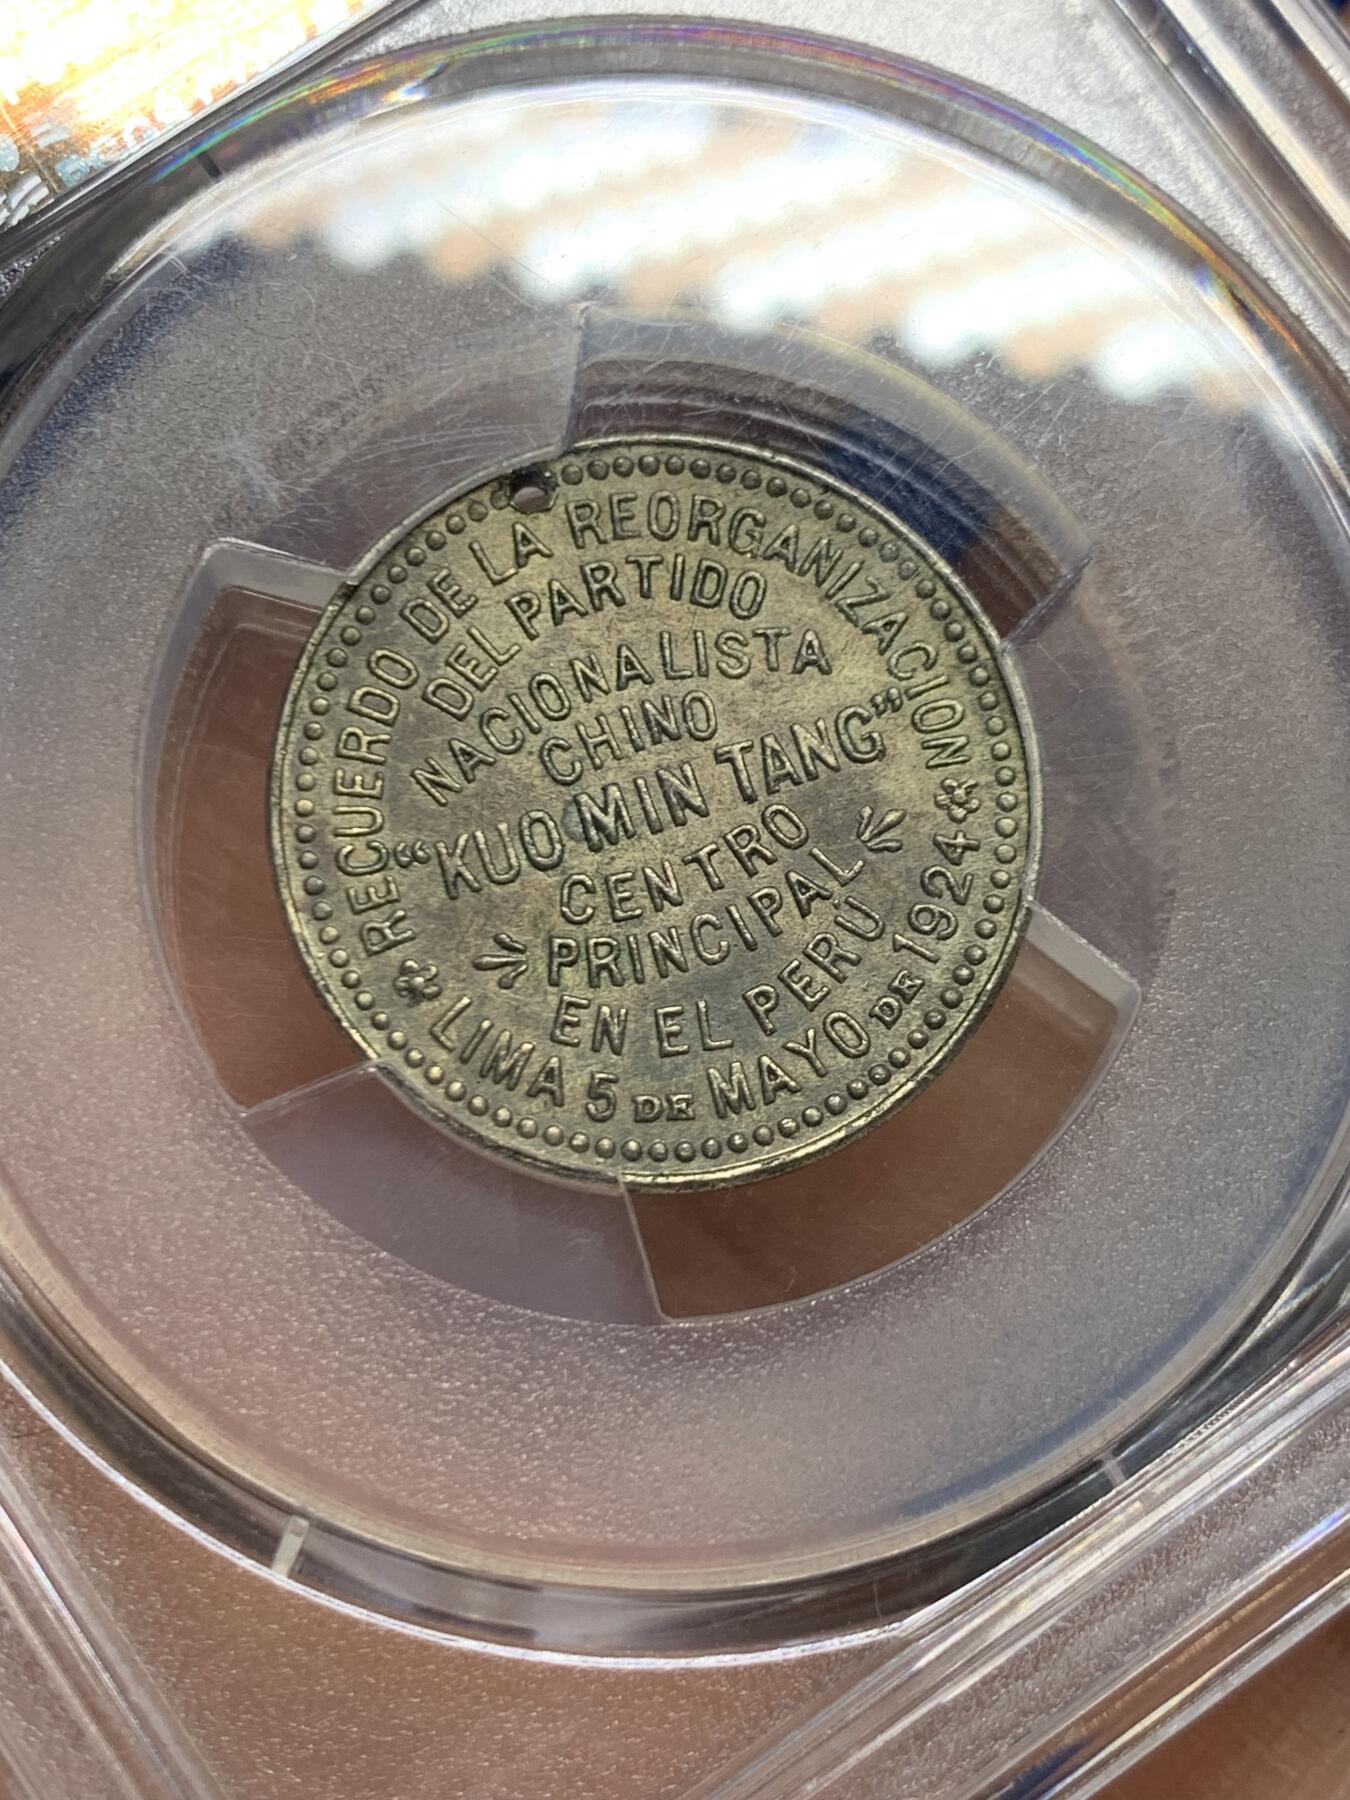 RECUERDO DE LA REORGANIZACION
DEL PARTIDO
NACIONALISTA
CHINO
"KUO MIN TANG"
CENTRO
PRINCIPAL
EN EL PERÚ
LIMA 5 DE MAYO DE 1924